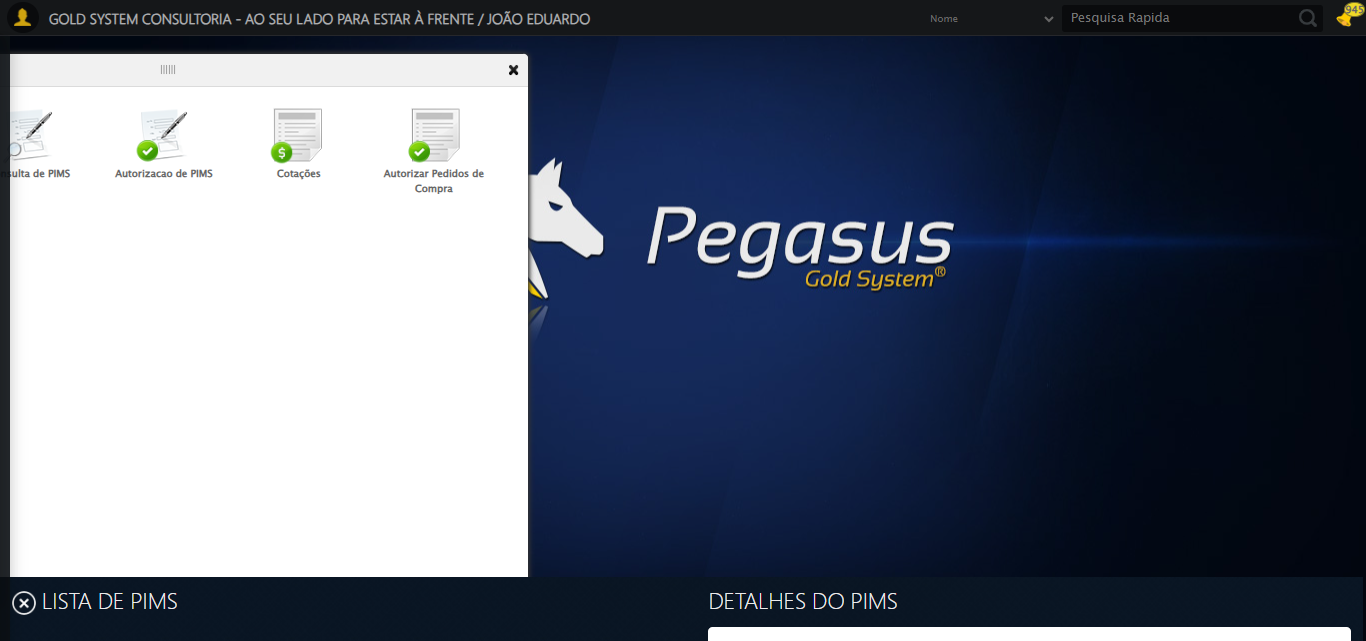 GOLD SYSTEM CONSULTORIA - AO SEU LADO PARA ESTAR À FRENTE / JOÃO EDUARDO
Nome
Pesquisa Rapida
945
sulta de PIMS
Autorizacao de PIMS
Cotações
Autorizar Pedidos de
Compra
Pegasus
Gold System®
LISTA DE PIMS
DETALHES DO PIMS